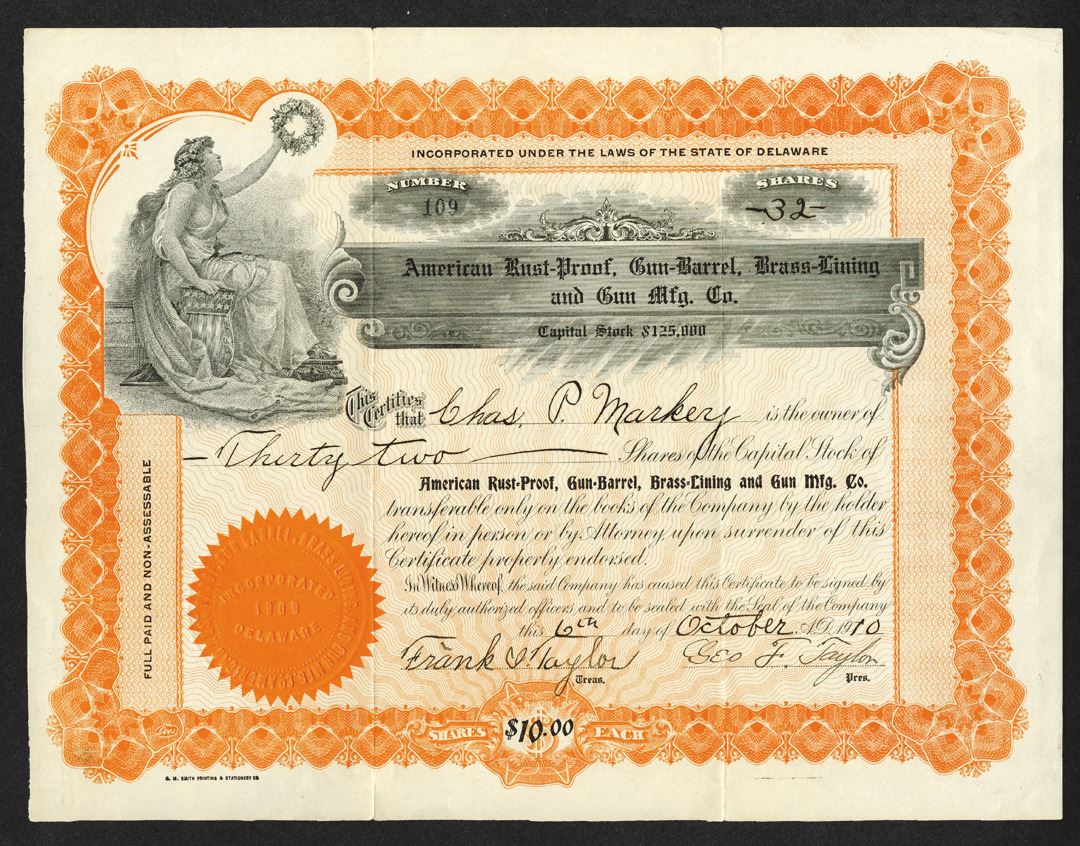 INCORPORATED UNDER THE LAWS OF THE STATE OF DELAWARE
NUMBER
109
SHARES
-32-
American Rust-Proof, Gun-Barrel, Brass-Lining
and Gun Mfg. Co.
Capital Stock $125,000
This Certifies that Chas. P. Markey is the owner of
Thirty two Shares of the Capital Stock of
American Rust-Proof, Gun-Barrel, Brass-Lining and Gun Mfg. Co.
transferable only on the books of the Company by the holder
hereof in person or by Attorney upon surrender of this
Certificate properly endorsed.
In Witness Whereof, the said Company has caused this Certificate to be signed by
its duly authorized officers and to be sealed with the Seal of the Company
this 6th day of October A.D. 1910
Frank Taylor
Treas.
Geo F. Taylor
Pres.
FULL PAID AND NON-ASSESSABLE
INCORPORATED
1909
DELAWARE
SHARES $10.00 EACH
SMITH PRINTING & STATIONERY CO